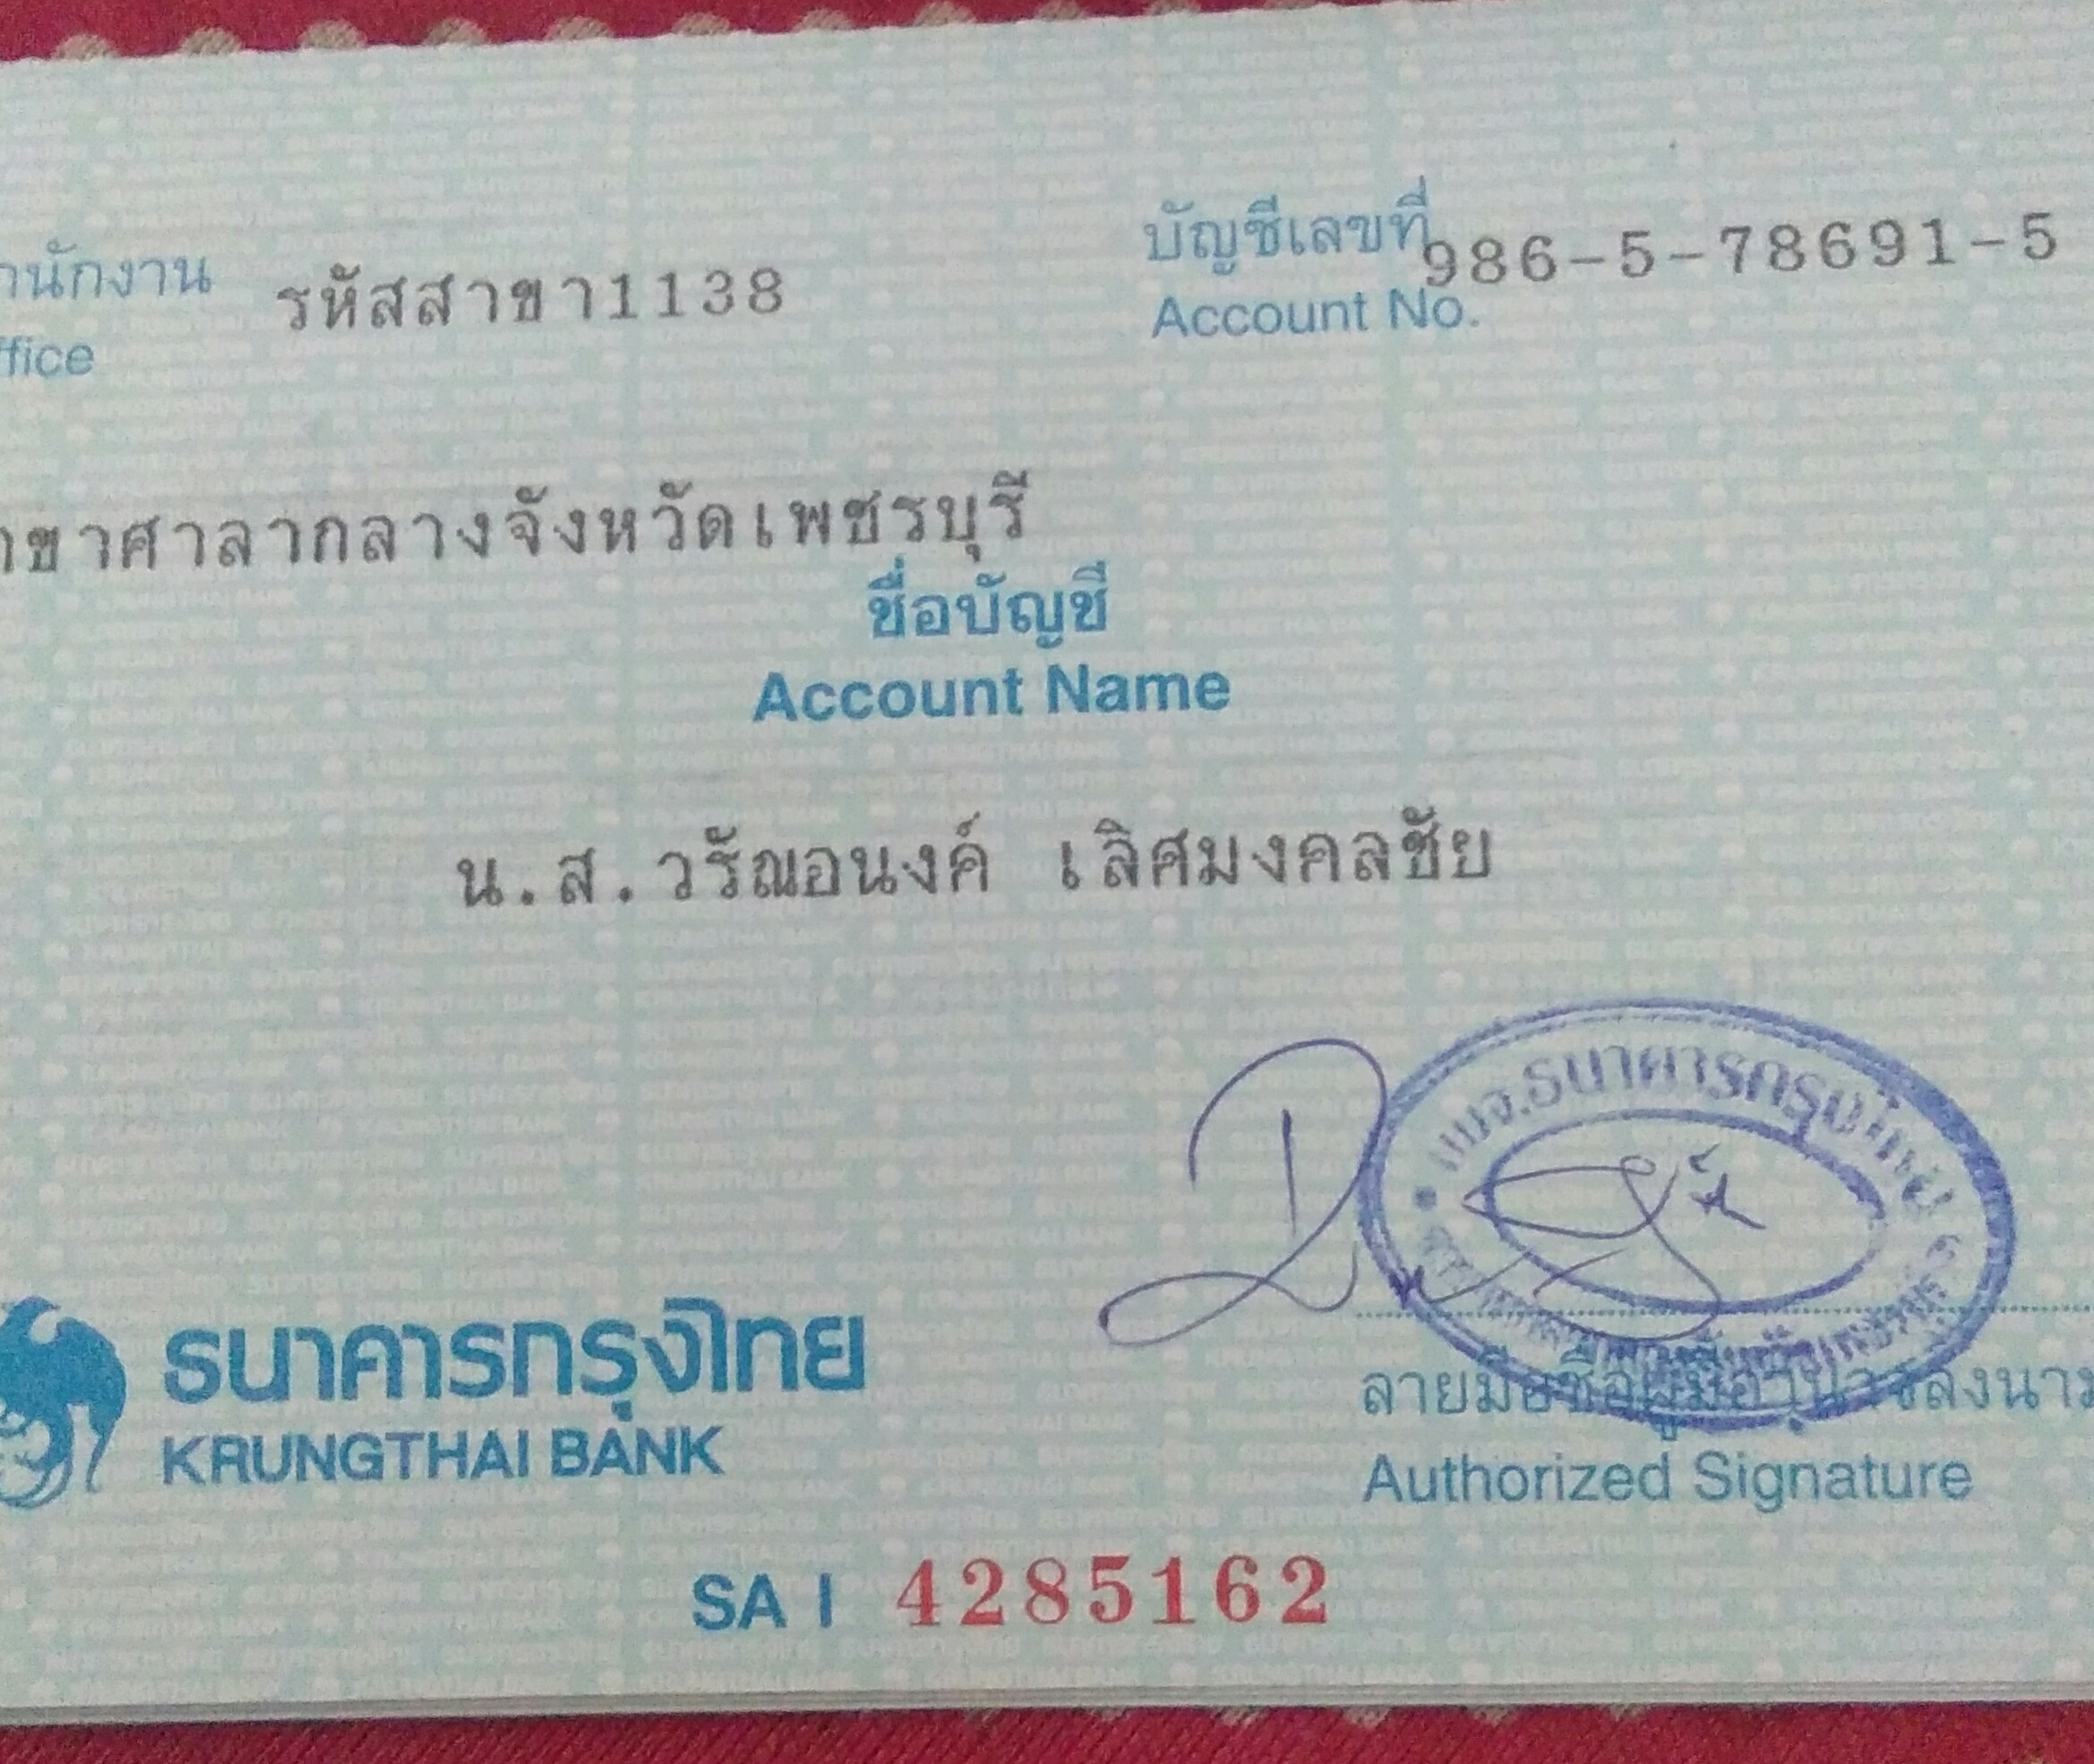 สำนักงาน รหัสสาขา1138
Office
บัญชีเลขที่ 986-5-78691-5
Account No.
สาขาศาลากลางจังหวัดเพชรบุรี
ชื่อบัญชี
Account Name
น.ส.วรัณอนงค์ เลิศมงคลชัย
บมจ.ธนาคารกรุงไทย
ธนาคารกรุงไทย
KRUNGTHAI BANK
ลายมือชื่อผู้มีอำนาจลงนาม
Authorized Signature
SA I 4285162